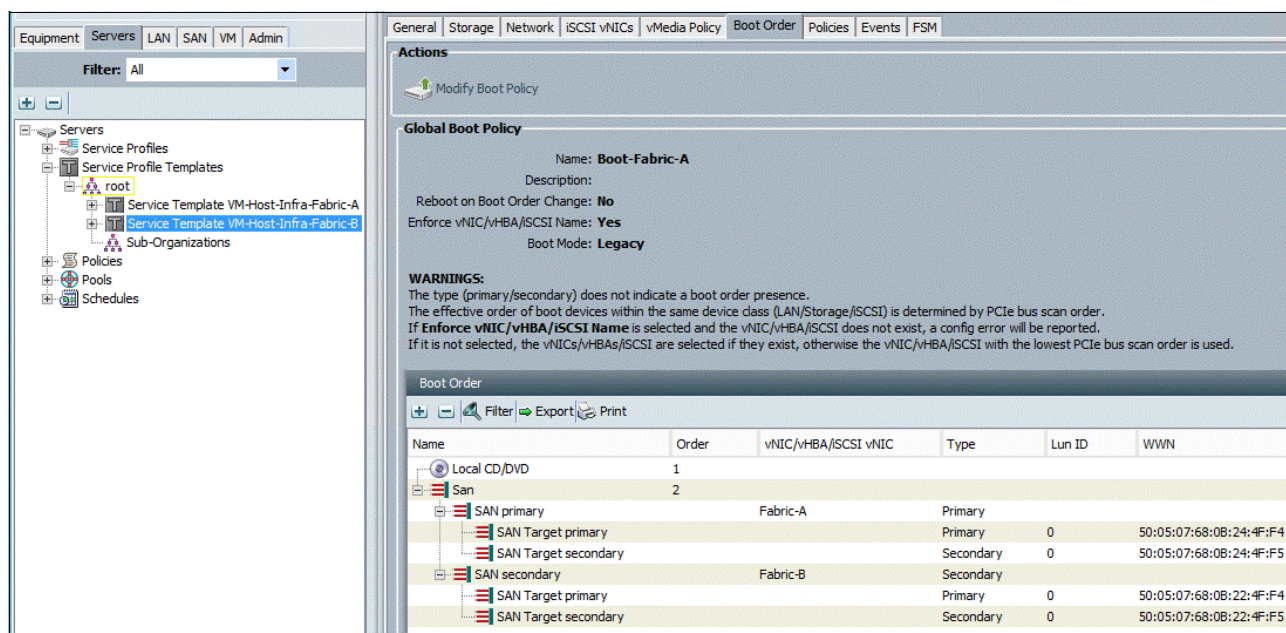 Equipment Servers LAN SAN VM Admin
Filter: All
Servers
Service Profiles
Service Profile Templates
root
Service Template VM-Host-Infra-Fabric-A
Service Template VM-Host-Infra-Fabric-B
Sub-Organizations
Policies
Pools
Schedules
General Storage Network iSCSI vNICs vMedia Policy Boot Order Policies Events FSM
Actions
Modify Boot Policy
Global Boot Policy
Name: Boot-Fabric-A
Description:
Reboot on Boot Order Change: No
Enforce vNIC/vHBA/iSCSI Name: Yes
Boot Mode: Legacy
WARNINGS:
The type (primary/secondary) does not indicate a boot order presence.
The effective order of boot devices within the same device class (LAN/Storage/iSCSI) is determined by PCIe bus scan order.
If Enforce vNIC/vHBA/iSCSI Name is selected and the vNIC/vHBA/iSCSI does not exist, a config error will be reported.
If it is not selected, the vNICs/vHBAs/iSCSI are selected if they exist, otherwise the vNIC/vHBA/iSCSI with the lowest PCIe bus scan order is used.
Boot Order
Filter Export Print
Name Order vNIC/vHBA/iSCSI vNIC Type Lun ID WWN
Local CD/DVD 1
San 2
SAN primary Fabric-A Primary
SAN Target primary Primary 0 50:05:07:68:0B:24:4F:F4
SAN Target secondary Secondary 0 50:05:07:68:0B:24:4F:F5
SAN secondary Fabric-B Secondary
SAN Target primary Primary 0 50:05:07:68:0B:22:4F:F4
SAN Target secondary Secondary 0 50:05:07:68:0B:22:4F:F5